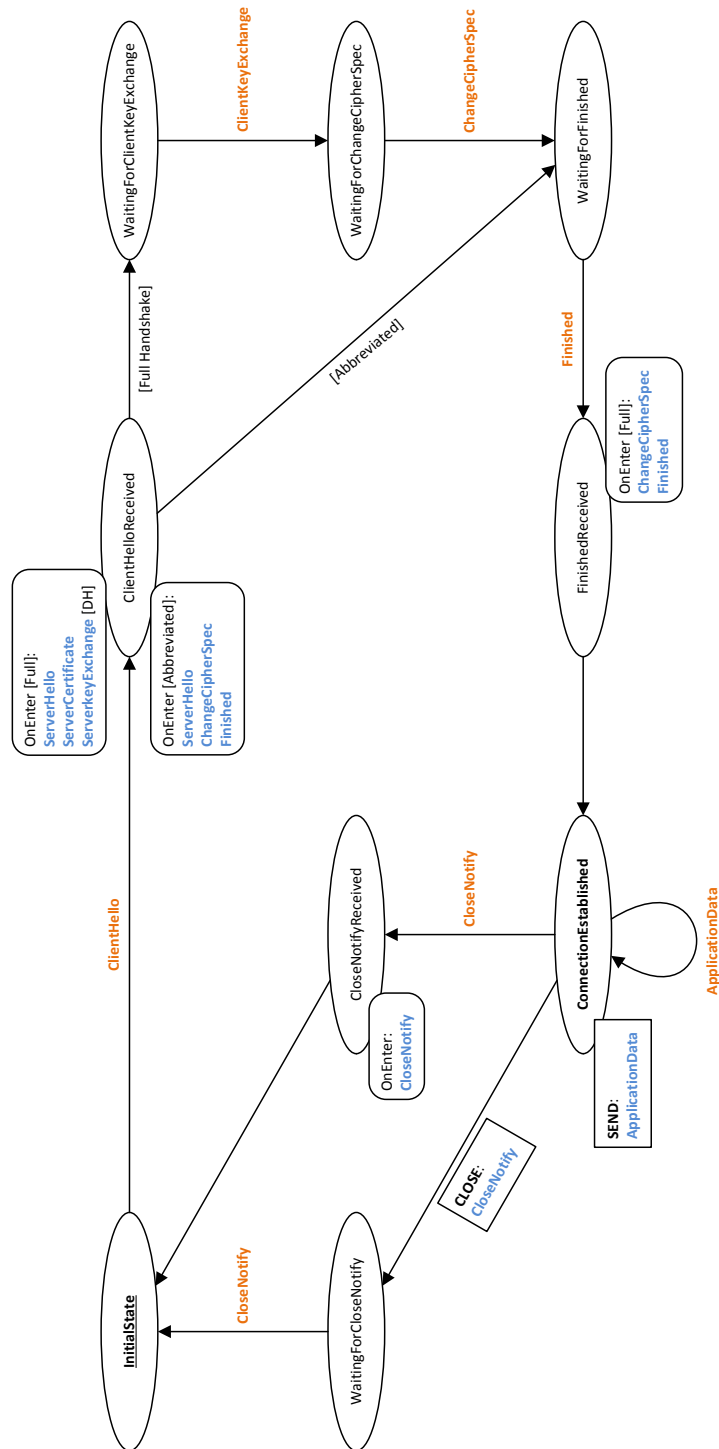 InitialState
ClientHello
OnEnter [Full]:
ServerHello
ServerCertificate
ServerkeyExchange [DH]
ClientHelloReceived
OnEnter [Abbreviated]:
ServerHello
ChangeCipherSpec
Finished
[Full Handshake]
WaitingForClientKeyExchange
CloseNotify
ClientKeyExchange
[Abbreviated]
WaitingForCloseNotify
CloseNotifyReceived
OnEnter:
CloseNotify
WaitingForChangeCipherSpec
CLOSE:
CloseNotify
CloseNotify
ChangeCipherSpec
ConnectionEstablished
SEND:
ApplicationData
ApplicationData
FinishedReceived
OnEnter [Full]:
ChangeCipherSpec
Finished
Finished
WaitingForFinished